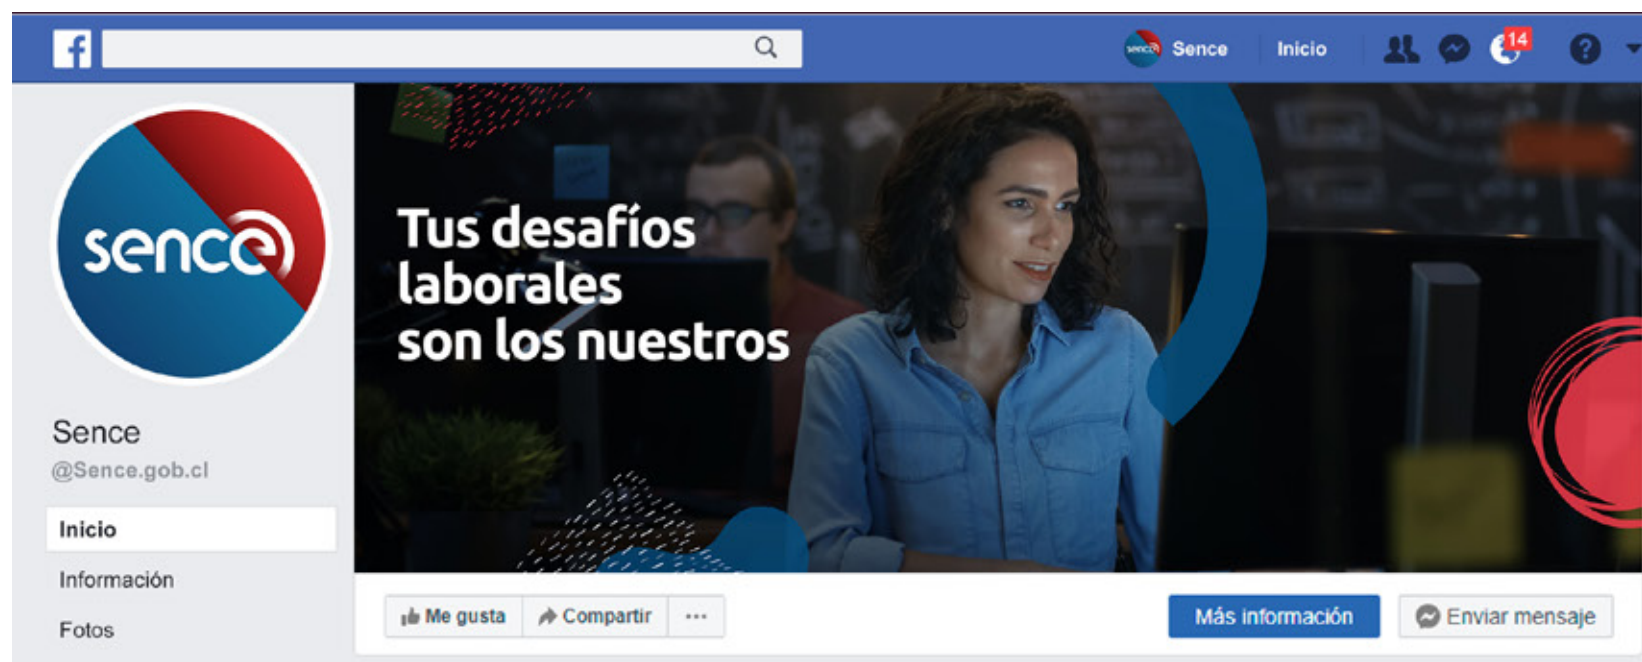 f
sence Sence Inicio 14 ?
sence
Tus desafíos
laborales
son los nuestros
Sence
@Sence.gob.cl
Inicio
Información
Fotos
Me gusta Compartir ...
Más información Enviar mensaje